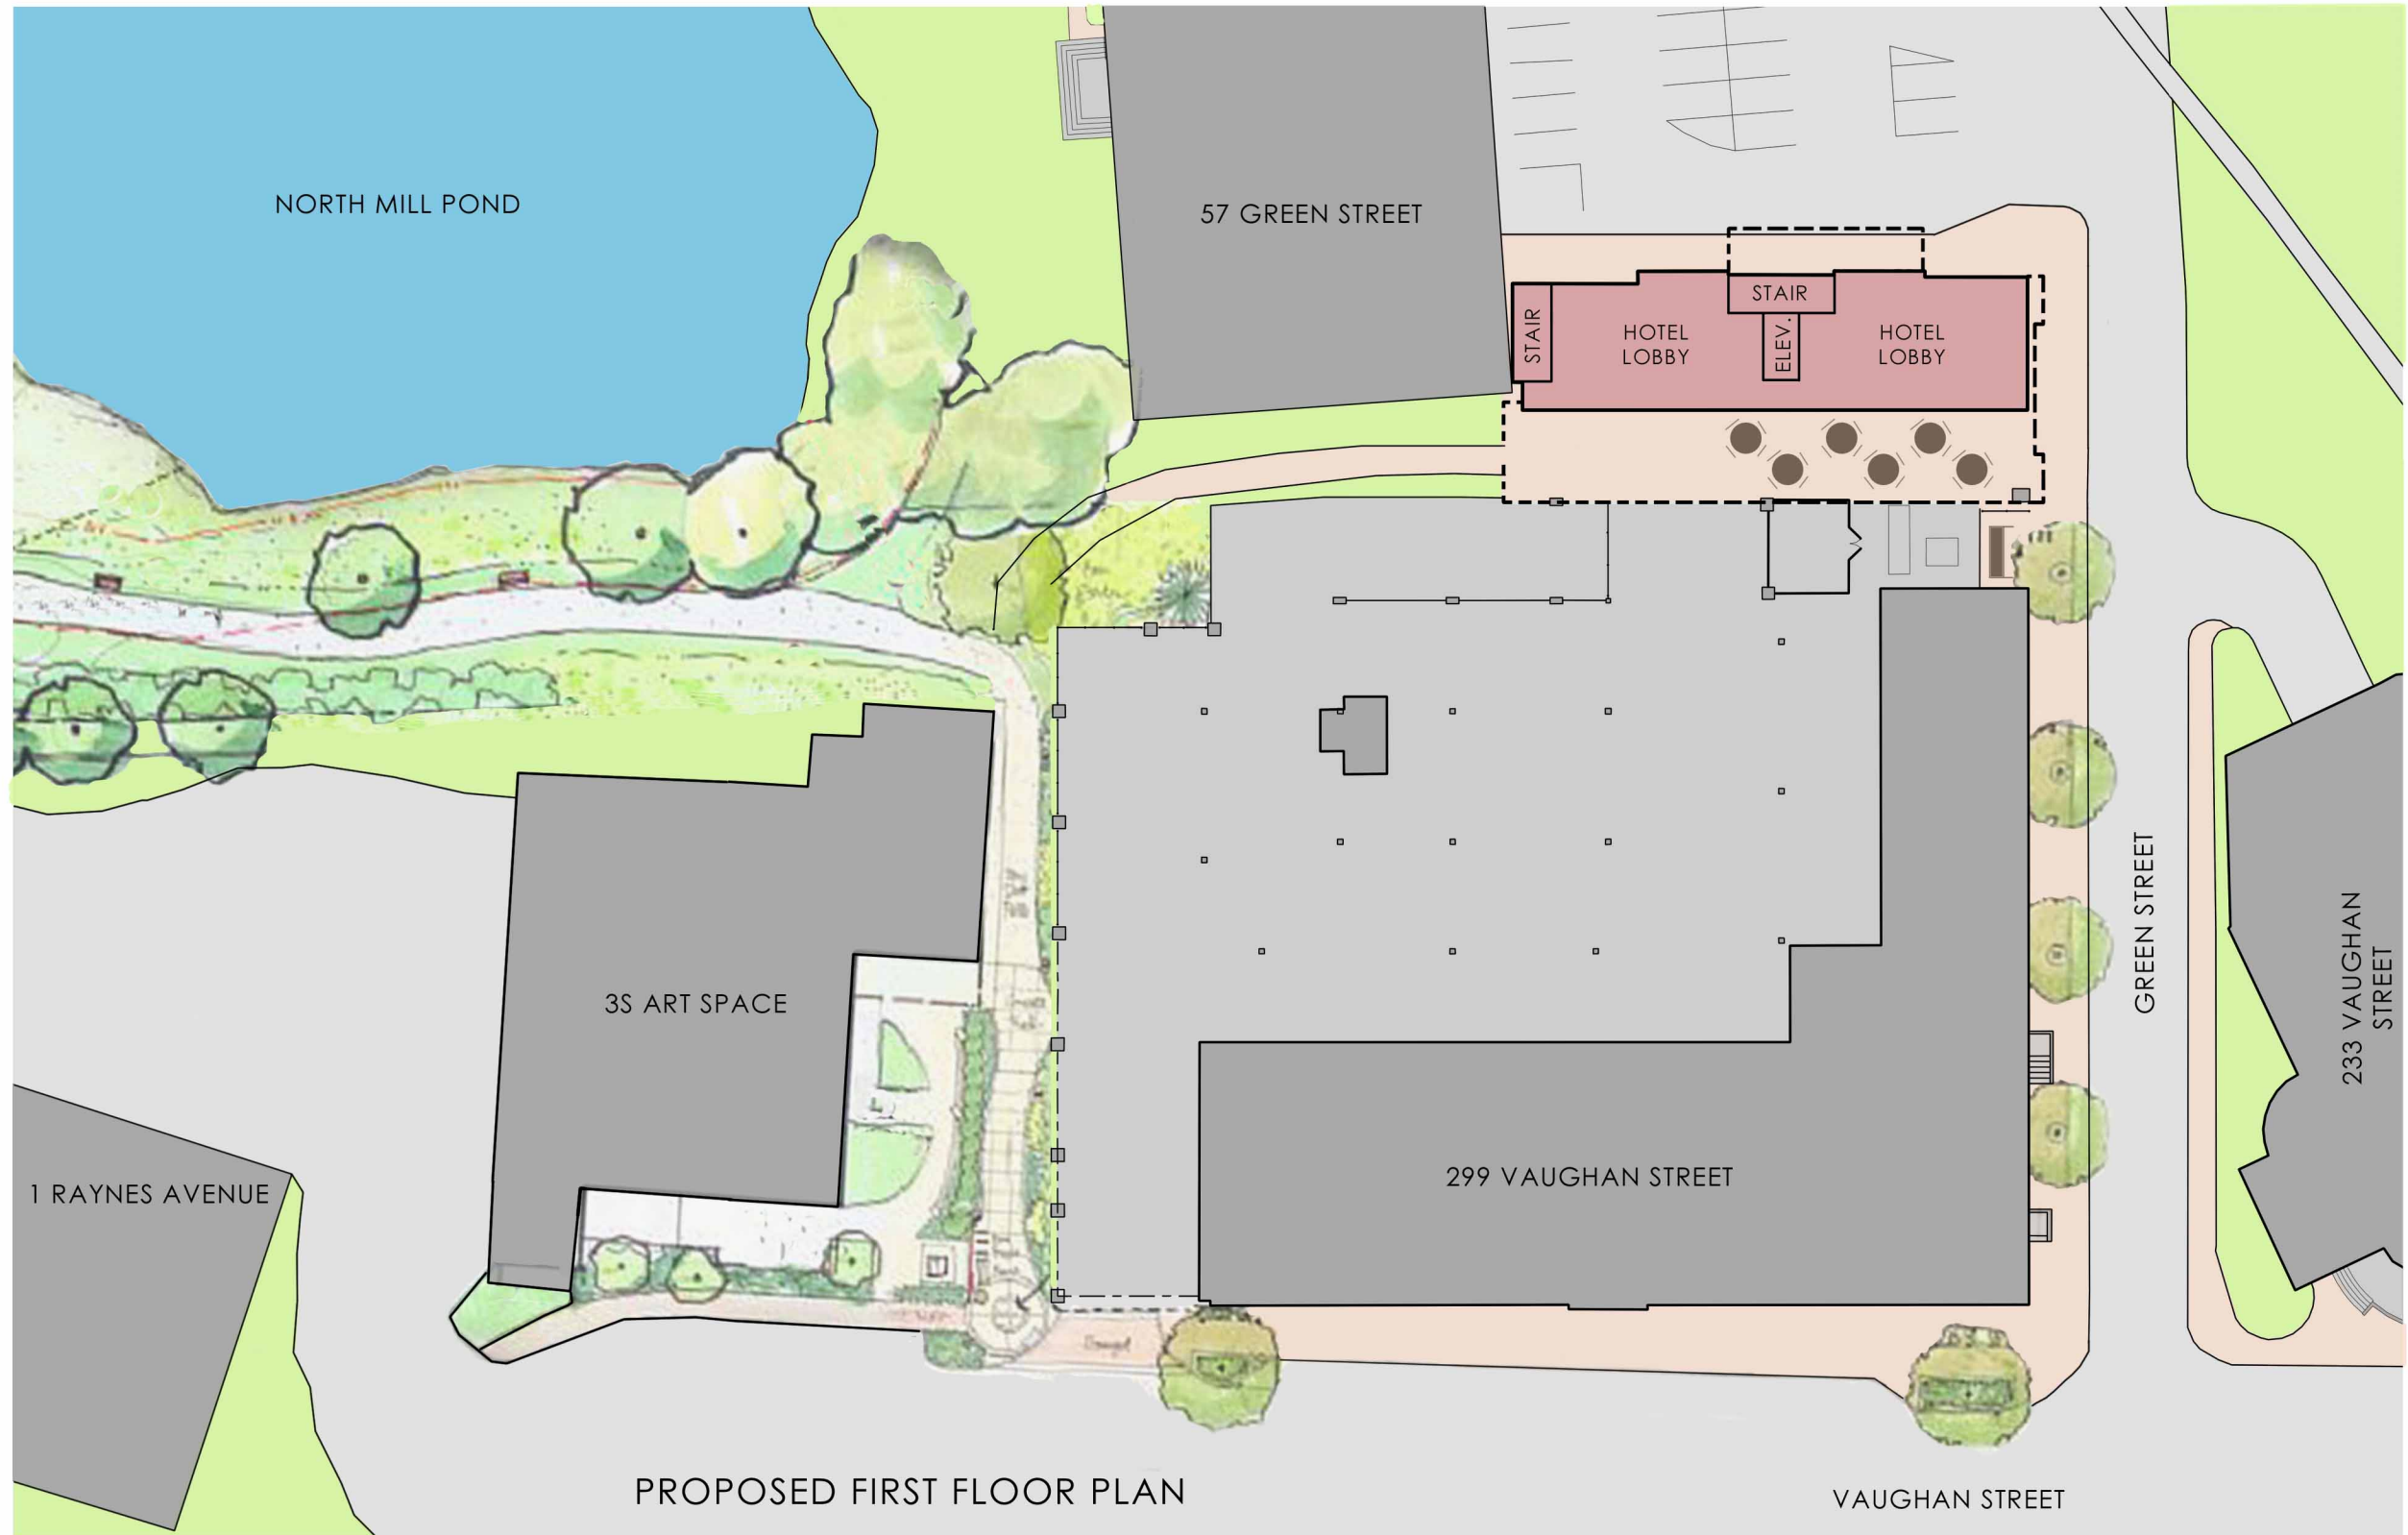 NORTH MILL POND
57 GREEN STREET
STAIR
STAIR
HOTEL
LOBBY
ELEV.
HOTEL
LOBBY
3S ART SPACE
1 RAYNES AVENUE
299 VAUGHAN STREET
GREEN STREET
233 VAUGHAN
STREET
PROPOSED FIRST FLOOR PLAN
VAUGHAN STREET